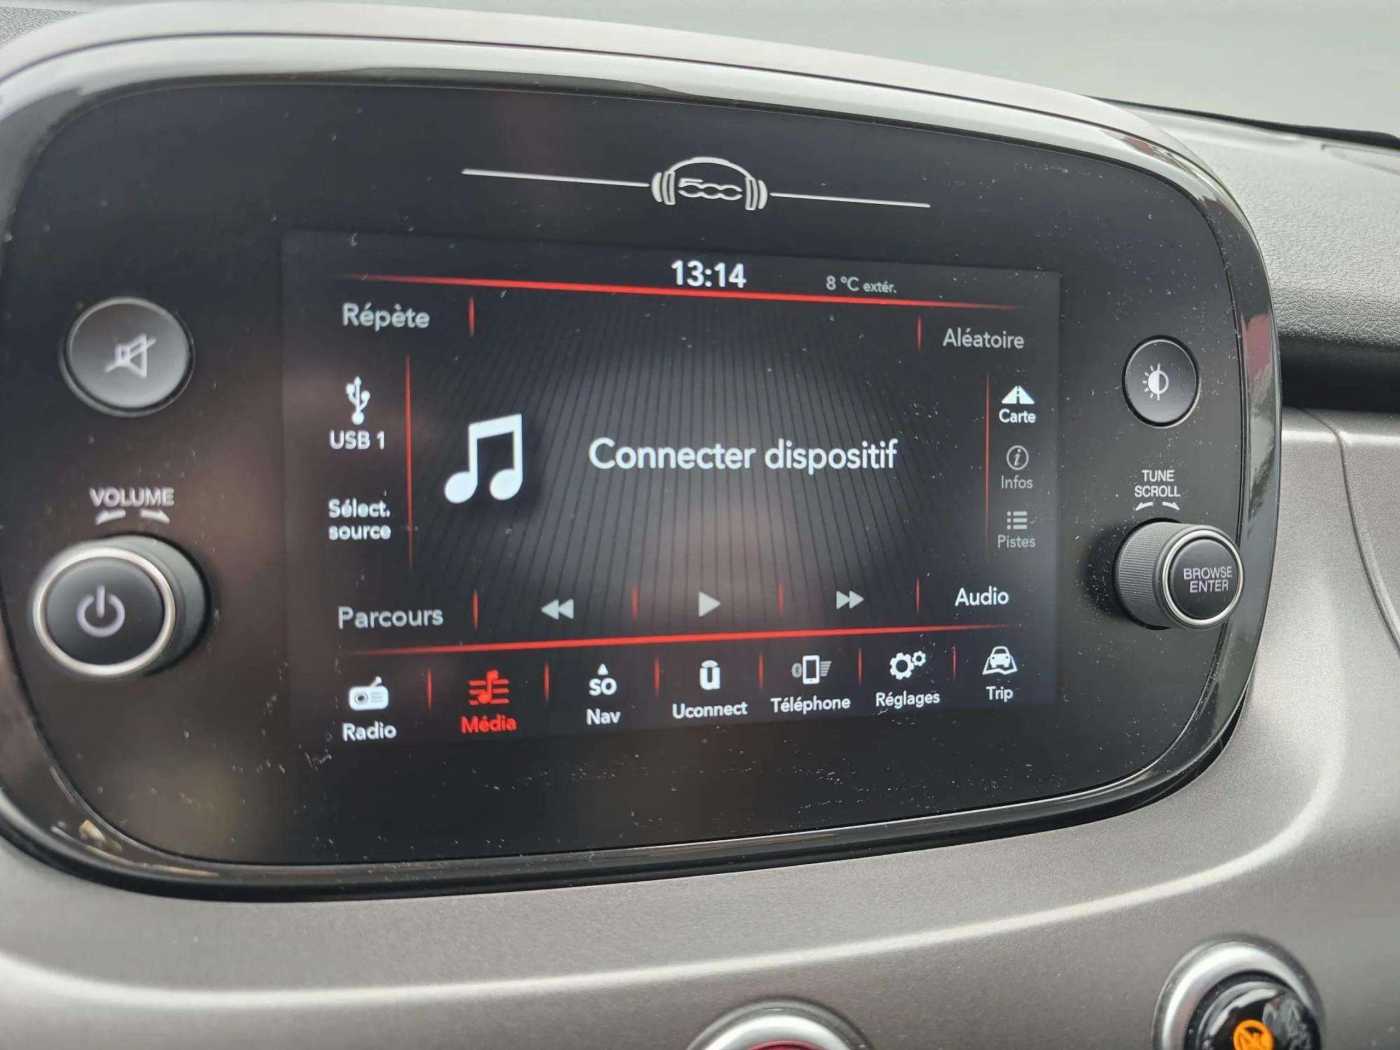 500
13:14
8 °C extér.
Répète
Aléatoire
USB 1
Connecter dispositif
Carte
Infos
Sélect.
source
Pistes
VOLUME
TUNE
SCROLL
BROWSE
ENTER
Parcours
Audio
Radio
Média
SO
Nav
Uconnect
Téléphone
Réglages
Trip